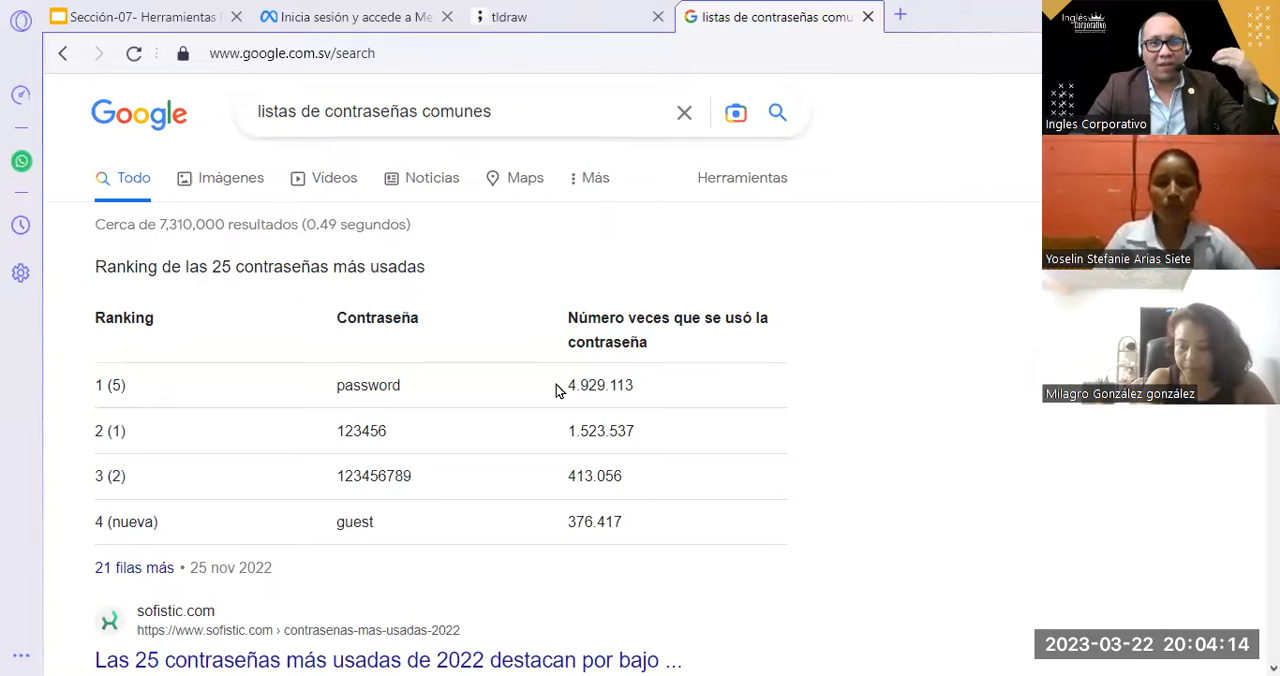 Sección-07- Herramientas
Inicia sesión y accede a Me
tldraw
listas de contraseñas comu
www.google.com.sv/search
Google
listas de contraseñas comunes
Todo
Imágenes
Videos
Noticias
Maps
Más
Herramientas
Cerca de 7,310,000 resultados (0.49 segundos)
Ranking de las 25 contraseñas más usadas
Ranking Contraseña Número veces que se usó la
contraseña
1 (5) password 4.929.113
2 (1) 123456 1.523.537
3 (2) 123456789 413.056
4 (nueva) guest 376.417
21 filas más • 25 nov 2022
sofistic.com
https://www.sofistic.com › contrasenas-mas-usadas-2022
Las 25 contraseñas más usadas de 2022 destacan por bajo ...
Inglés
Corporativo
Ingles Corporativo
Yoselin Stefanie Arias Siete
Milagro González gonzález
2023-03-22 20:04:14